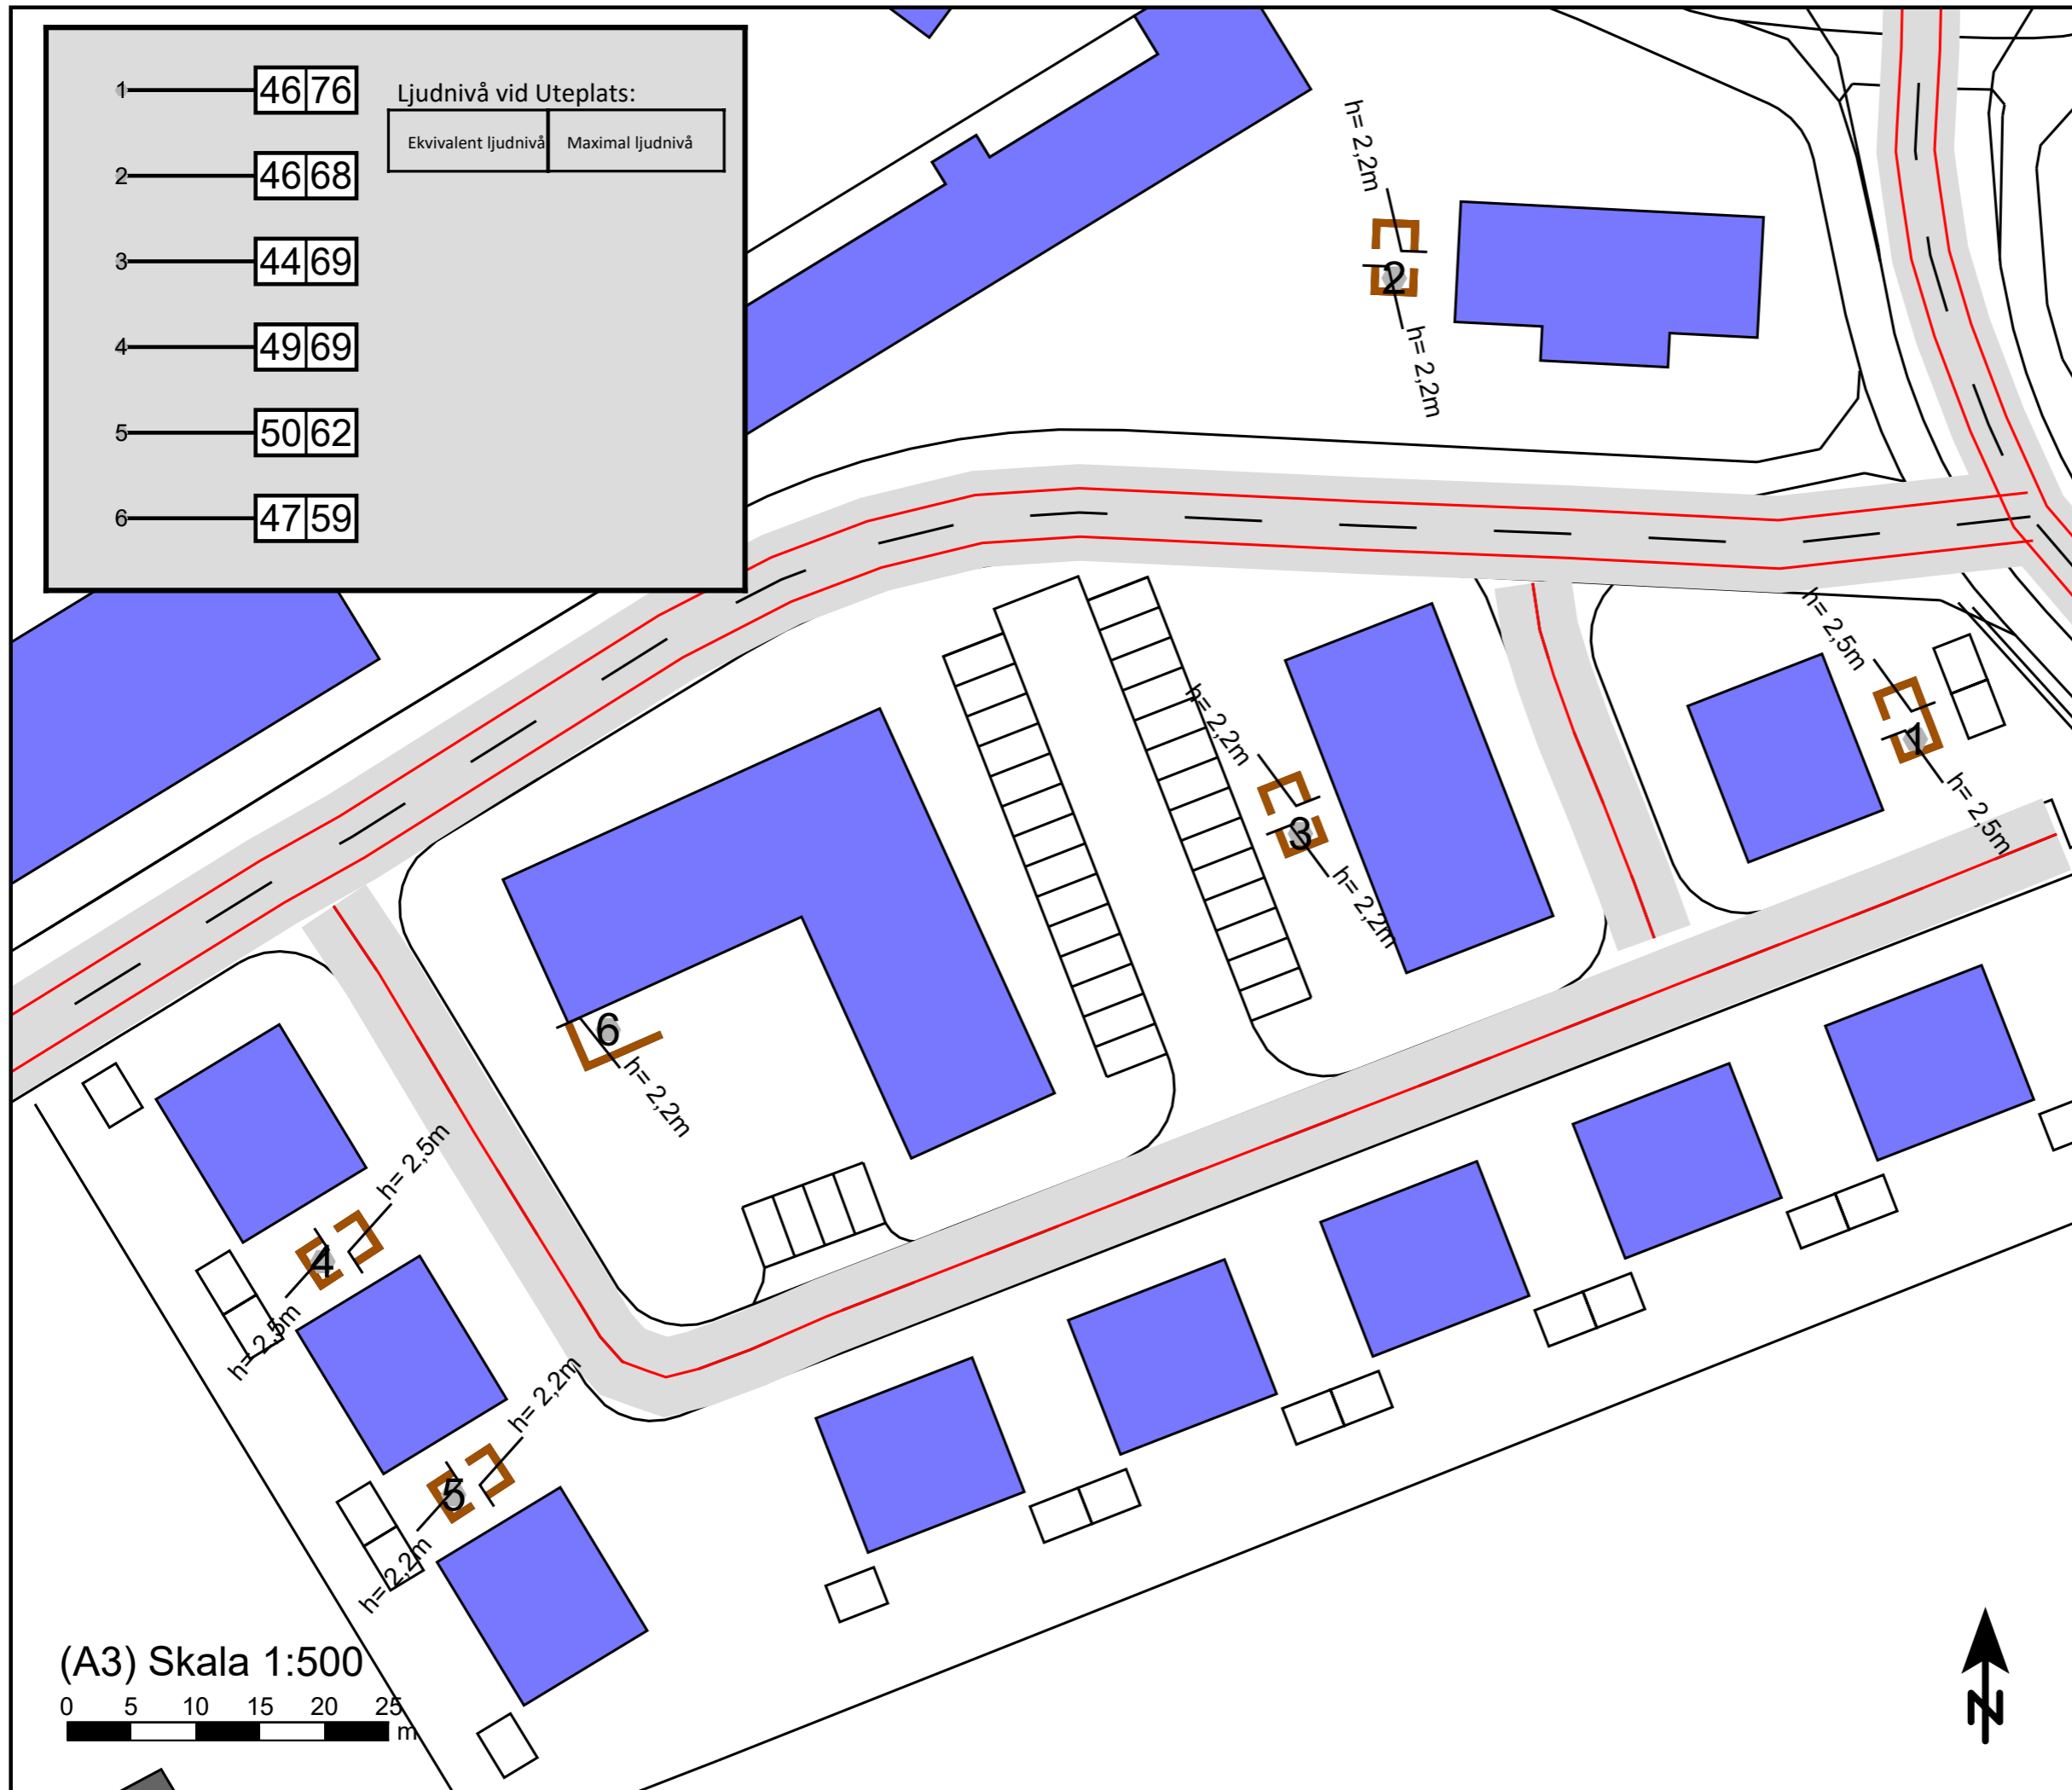 1 46 76
Ljudnivå vid Uteplats:
Ekvivalent ljudnivå Maximal ljudnivå
2 46 68
3 44 69
4 49 69
5 50 62
6 47 59
h= 2,2m
2
h= 2,2m
h= 2,5m
1
h= 2,5m
h= 2,2m
3
h= 2,2m
6
h= 2,2m
h= 2,5m
4
h= 2,5m
h= 2,2m
5
h= 2,2m
(A3) Skala 1:500
0 5 10 15 20 25
m
N